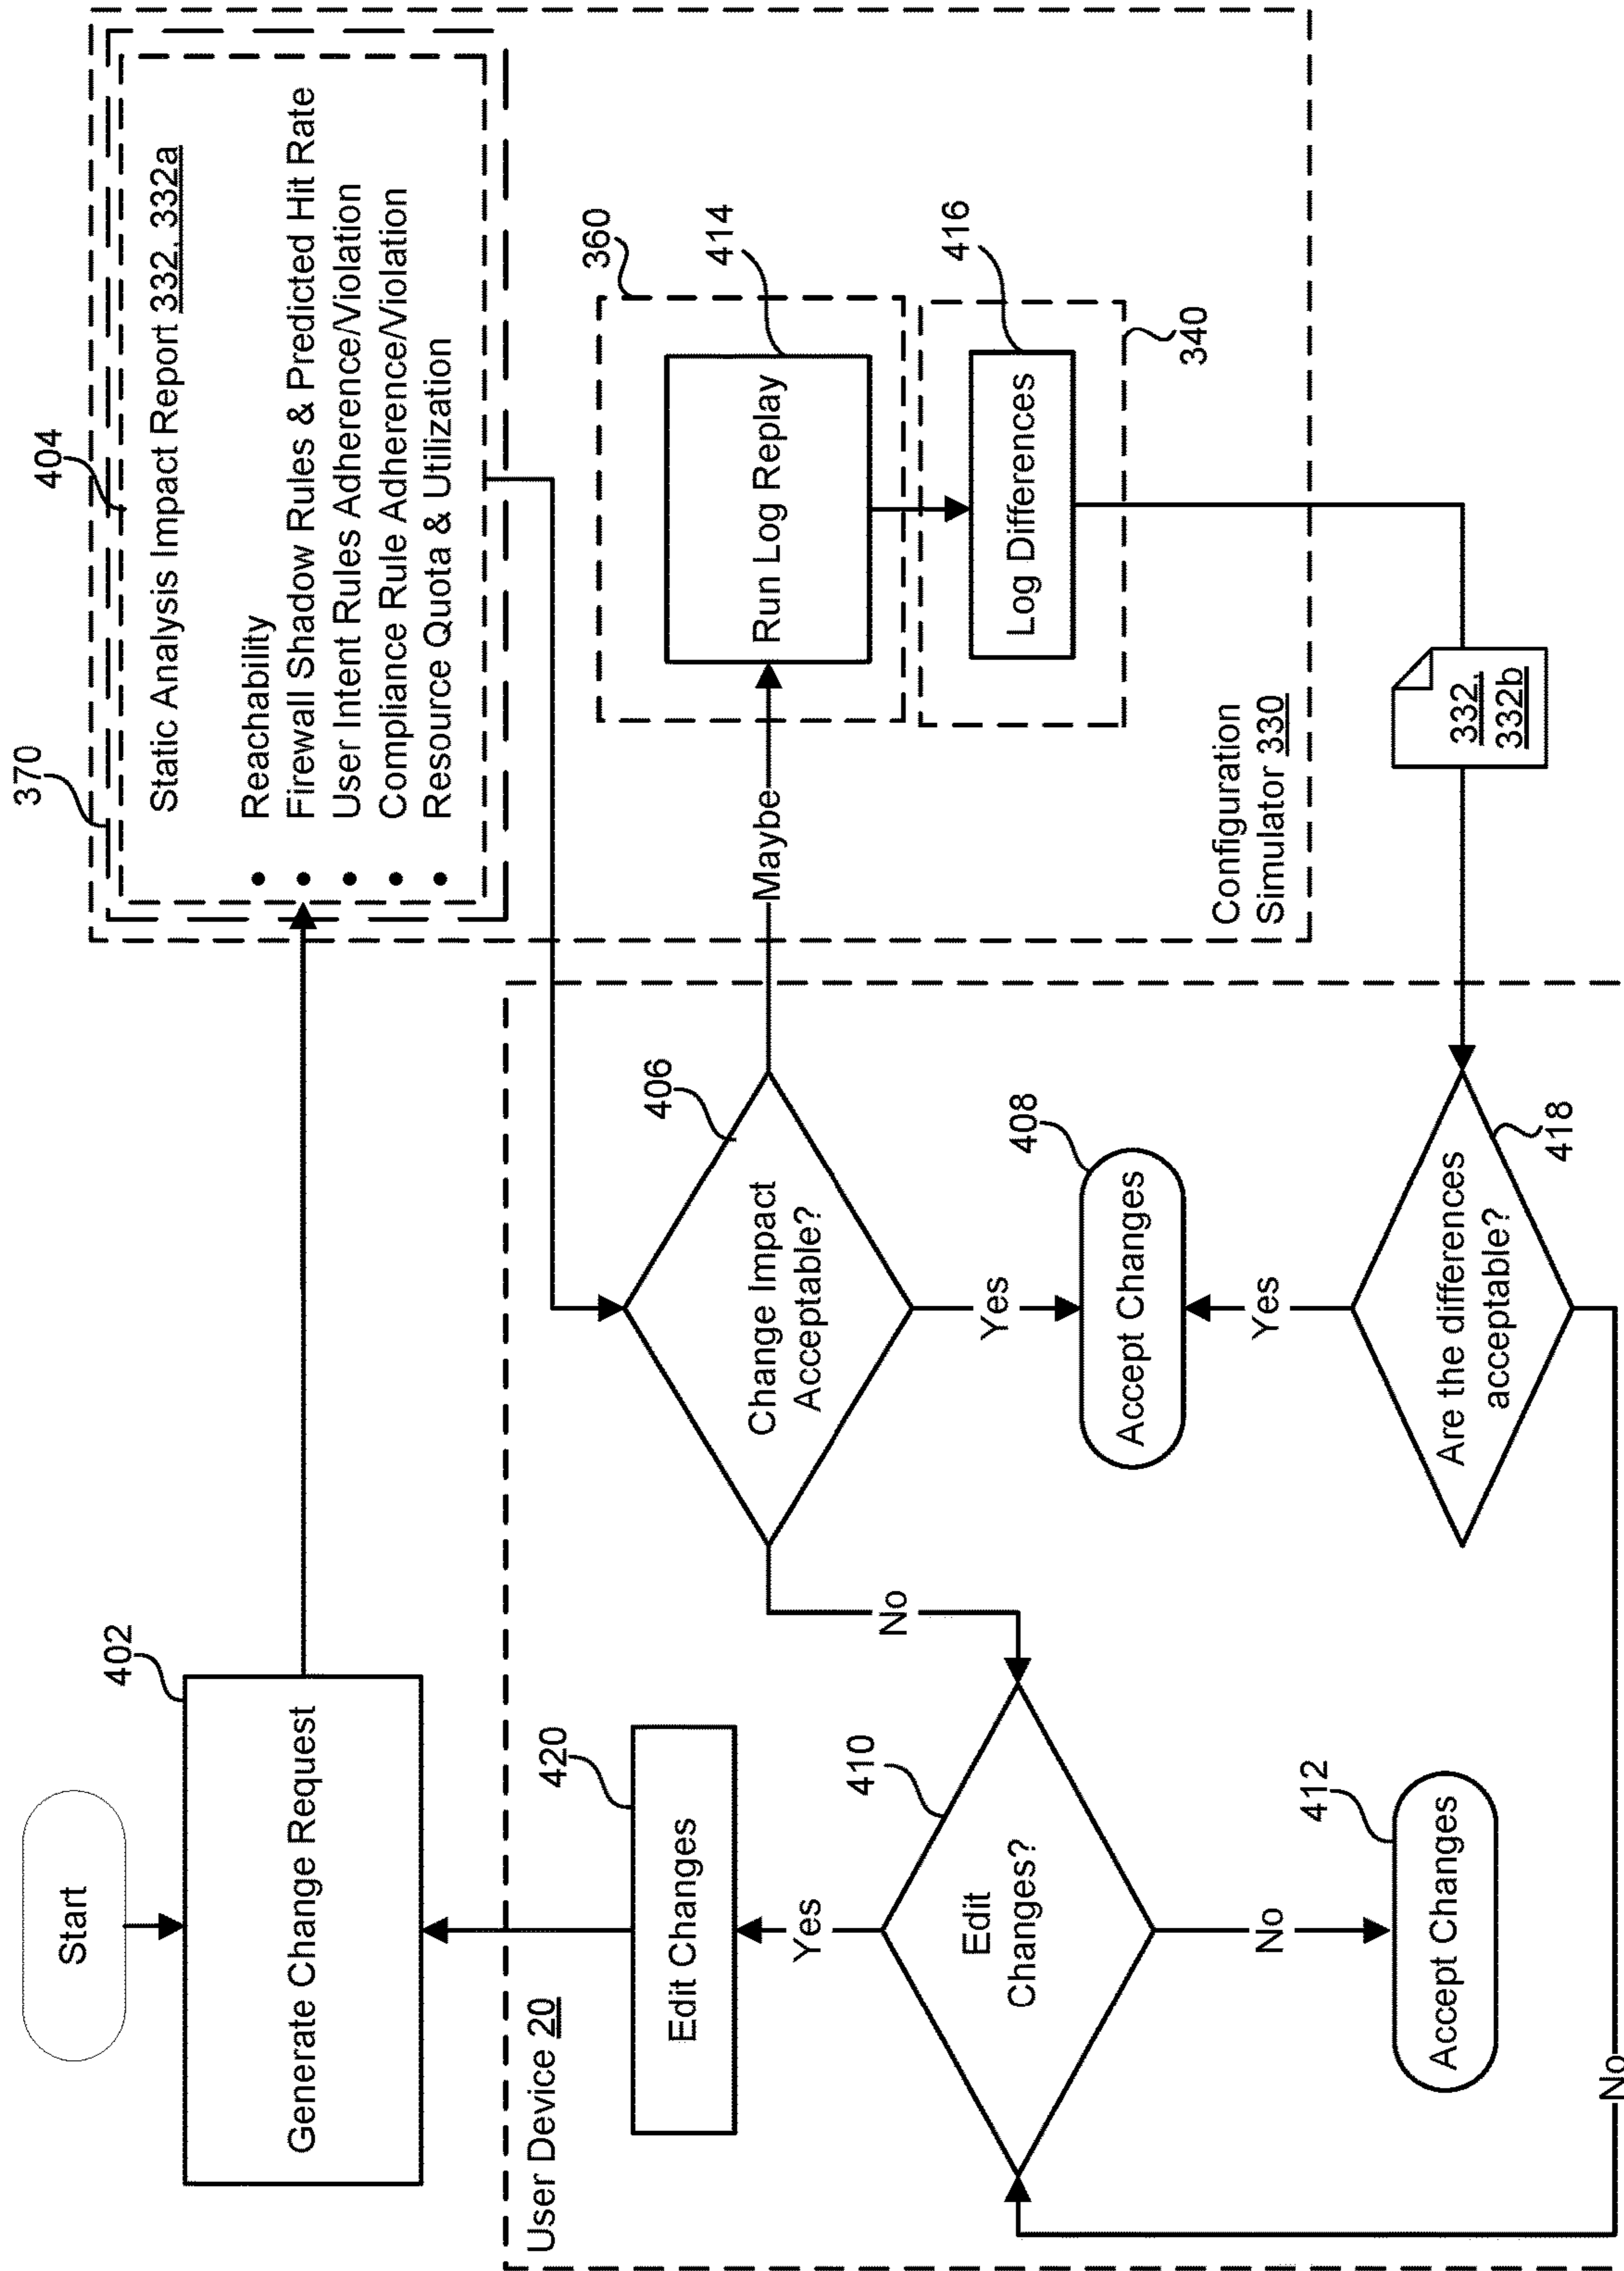 Start
402
Generate Change Request
370
404
Static Analysis Impact Report 332, 332a
• Reachability
• Firewall Shadow Rules & Predicted Hit Rate
• User Intent Rules Adherence/Violation
• Compliance Rule Adherence/Violation
• Resource Quota & Utilization
User Device 20
420
Edit Changes
Yes
410
Edit
Changes?
No
412
Accept Changes
No
406
Change Impact
Acceptable?
Yes
408
Accept Changes
Yes
Are the differences
acceptable?
418
No
Maybe
360
Run Log Replay
414
Log Differences
416
340
Configuration
Simulator 330
332,
332b